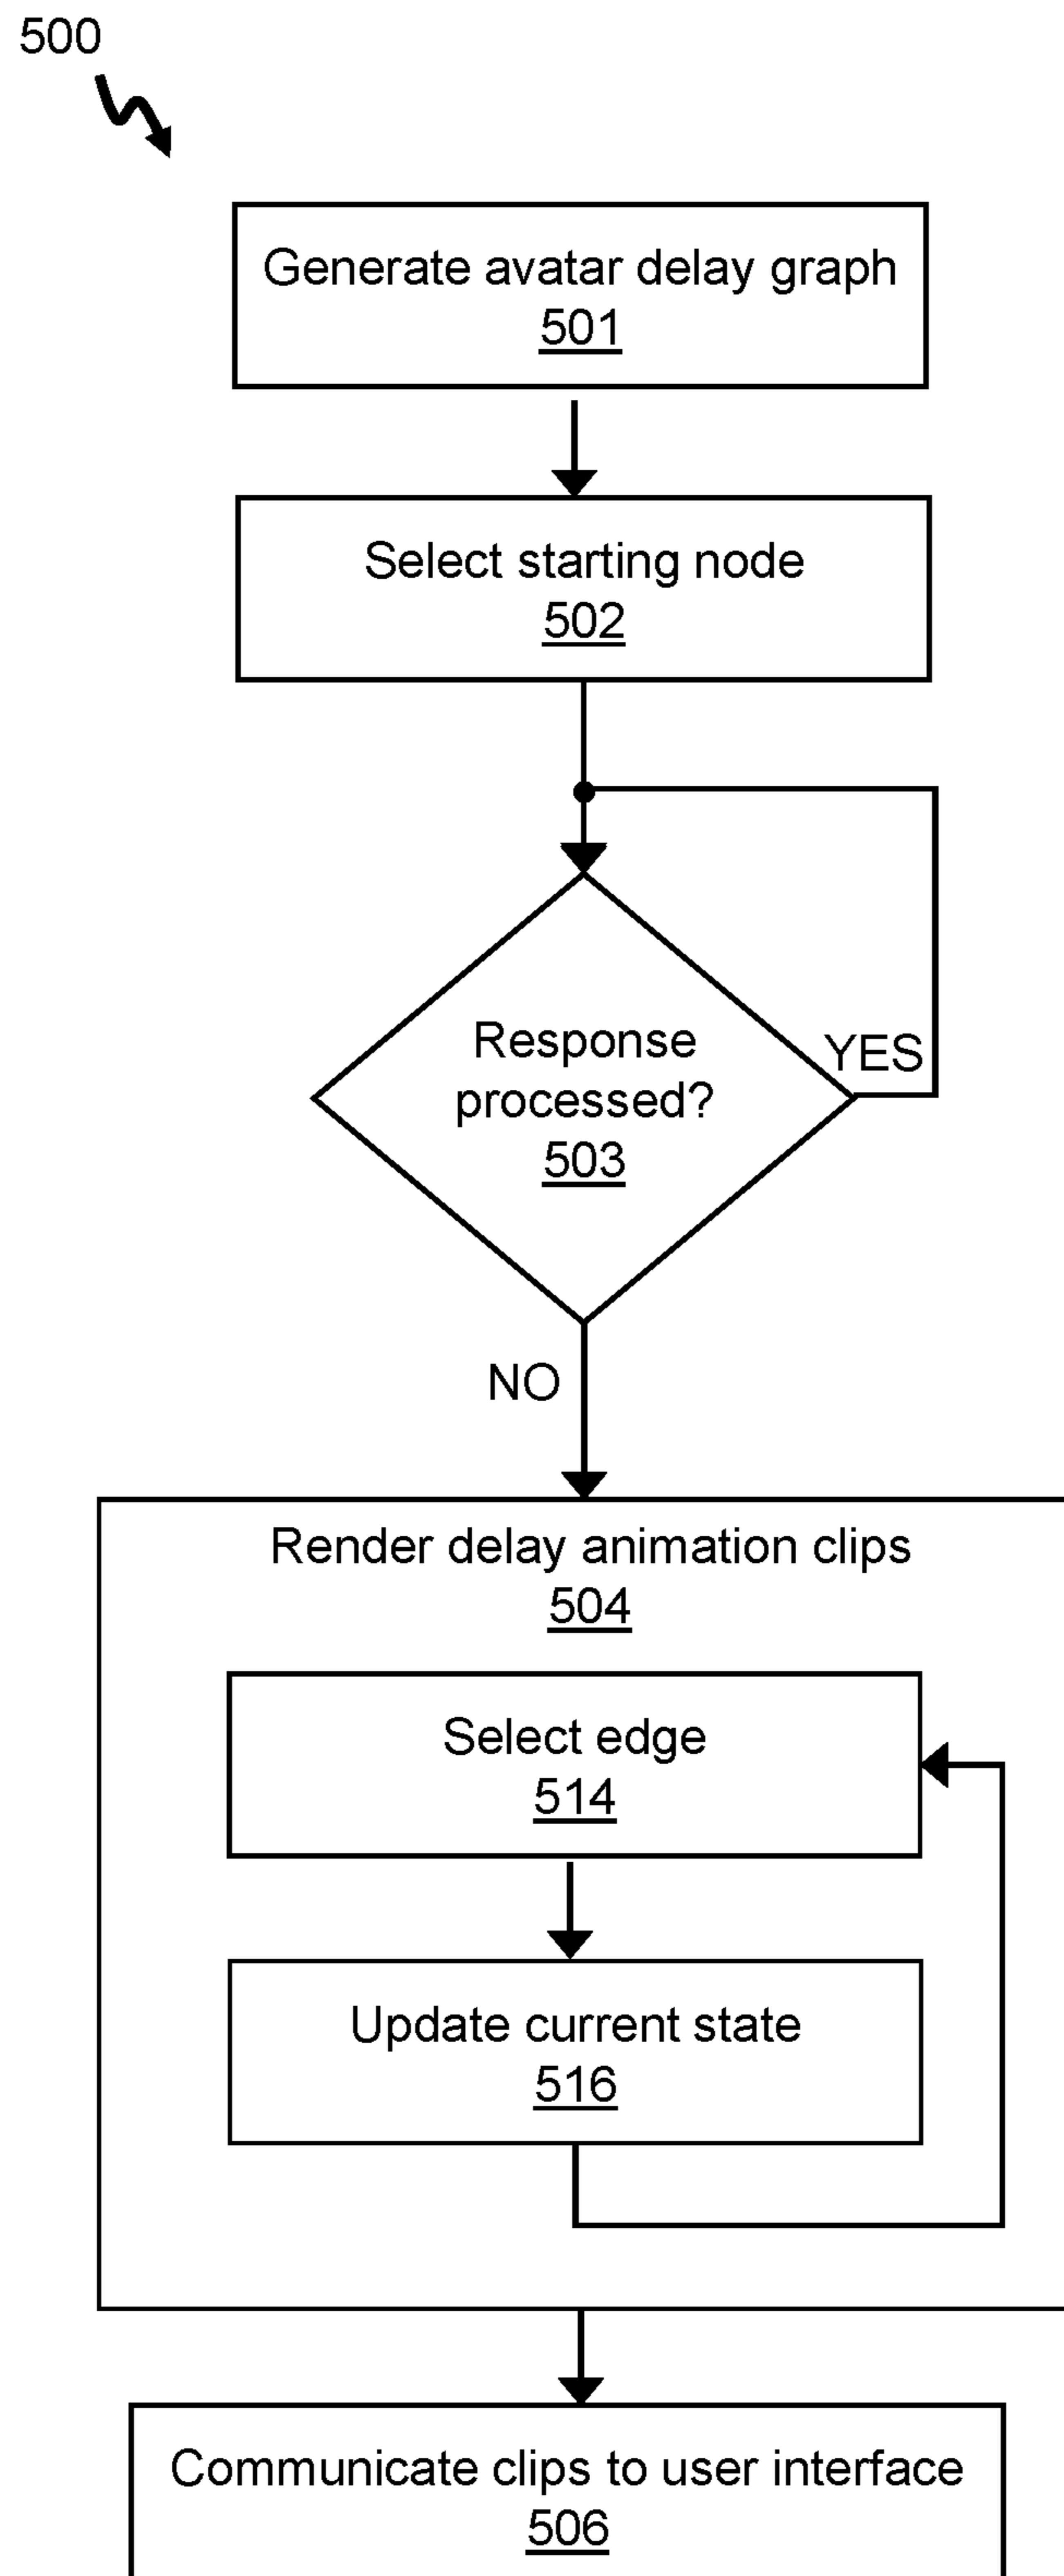 500
Generate avatar delay graph
501
Select starting node
502
Response
processed?
503
YES
NO
Render delay animation clips
504
Select edge
514
Update current state
516
Communicate clips to user interface
506